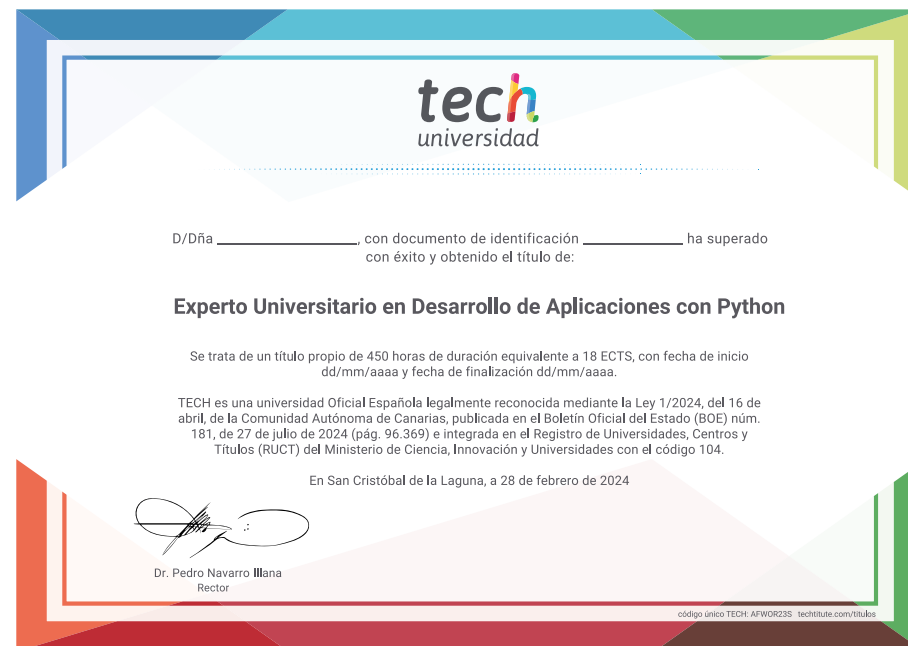 tech
universidad
D/Dña ____________________, con documento de identificación ______________ ha superado
con éxito y obtenido el título de:
Experto Universitario en Desarrollo de Aplicaciones con Python
Se trata de un título propio de 450 horas de duración equivalente a 18 ECTS, con fecha de inicio
dd/mm/aaaa y fecha de finalización dd/mm/aaaa.
TECH es una universidad Oficial Española legalmente reconocida mediante la Ley 1/2024, del 16 de
abril, de la Comunidad Autónoma de Canarias, publicada en el Boletín Oficial del Estado (BOE) núm.
181, de 27 de julio de 2024 (pág. 96.369) e integrada en el Registro de Universidades, Centros y
Títulos (RUCT) del Ministerio de Ciencia, Innovación y Universidades con el código 104.
En San Cristóbal de la Laguna, a 28 de febrero de 2024
Dr. Pedro Navarro Illana
Rector
código único TECH: AFWOR23S techtitute.com/titulos